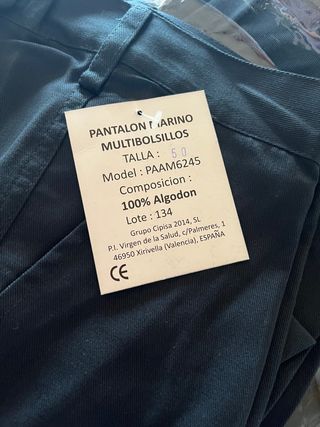 PANTALON MARINO
MULTIBOLSILLOS
TALLA : 50
Model : PAAM6245
Composicion :
100% Algodon
Lote : 134
Grupo Cipisa 2014, SL
P.I. Virgen de la Salud, c/Palmeres, 1
46950 Xirivella (Valencia), ESPAÑA
CE